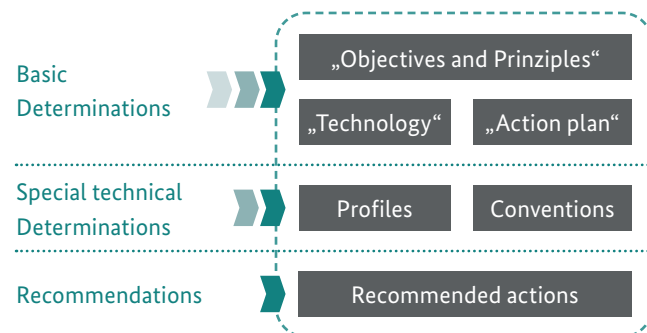 Basic
Determinations
„Objectives and Prinziples“
„Technology“
„Action plan“
Special technical
Determinations
Profiles
Conventions
Recommendations
Recommended actions